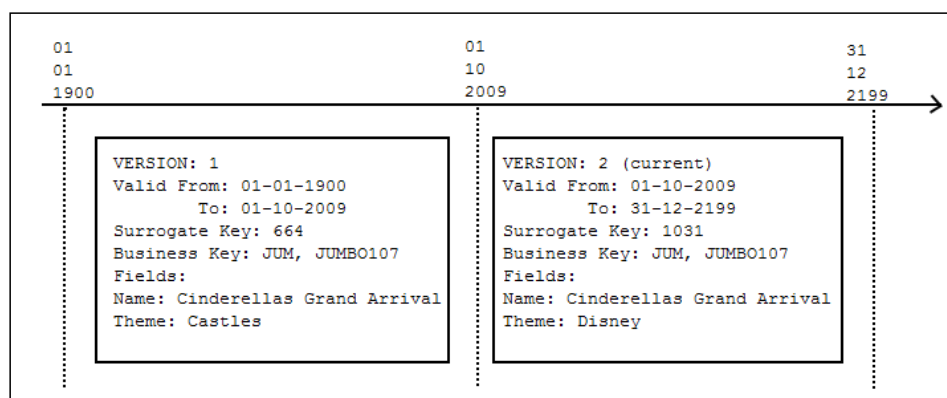 01
01
1900
01
10
2009
31
12
2199
VERSION: 1
Valid From: 01-01-1900
To: 01-10-2009
Surrogate Key: 664
Business Key: JUM, JUMBO107
Fields:
Name: Cinderellas Grand Arrival
Theme: Castles
VERSION: 2 (current)
Valid From: 01-10-2009
To: 31-12-2199
Surrogate Key: 1031
Business Key: JUM, JUMBO107
Fields:
Name: Cinderellas Grand Arrival
Theme: Disney